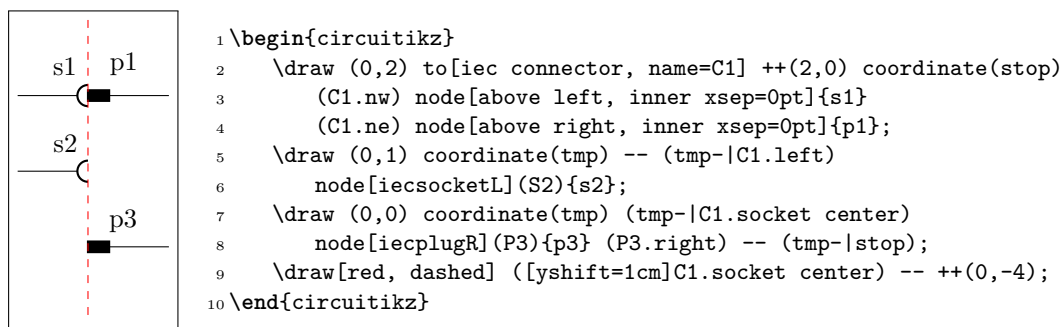 s1 p1
s2
p3
1 \begin{circuitikz}
2 \draw (0,2) to[iec connector, name=C1] ++(2,0) coordinate(stop)
3 (C1.nw) node[above left, inner xsep=0pt]{s1}
4 (C1.ne) node[above right, inner xsep=0pt]{p1};
5 \draw (0,1) coordinate(tmp) -- (tmp-|C1.left)
6 node[iecsocketL](S2){s2};
7 \draw (0,0) coordinate(tmp) (tmp-|C1.socket center)
8 node[iecplugR](P3){p3} (P3.right) -- (tmp-|stop);
9 \draw[red, dashed] ([yshift=1cm]C1.socket center) -- ++(0,-4);
10 \end{circuitikz}